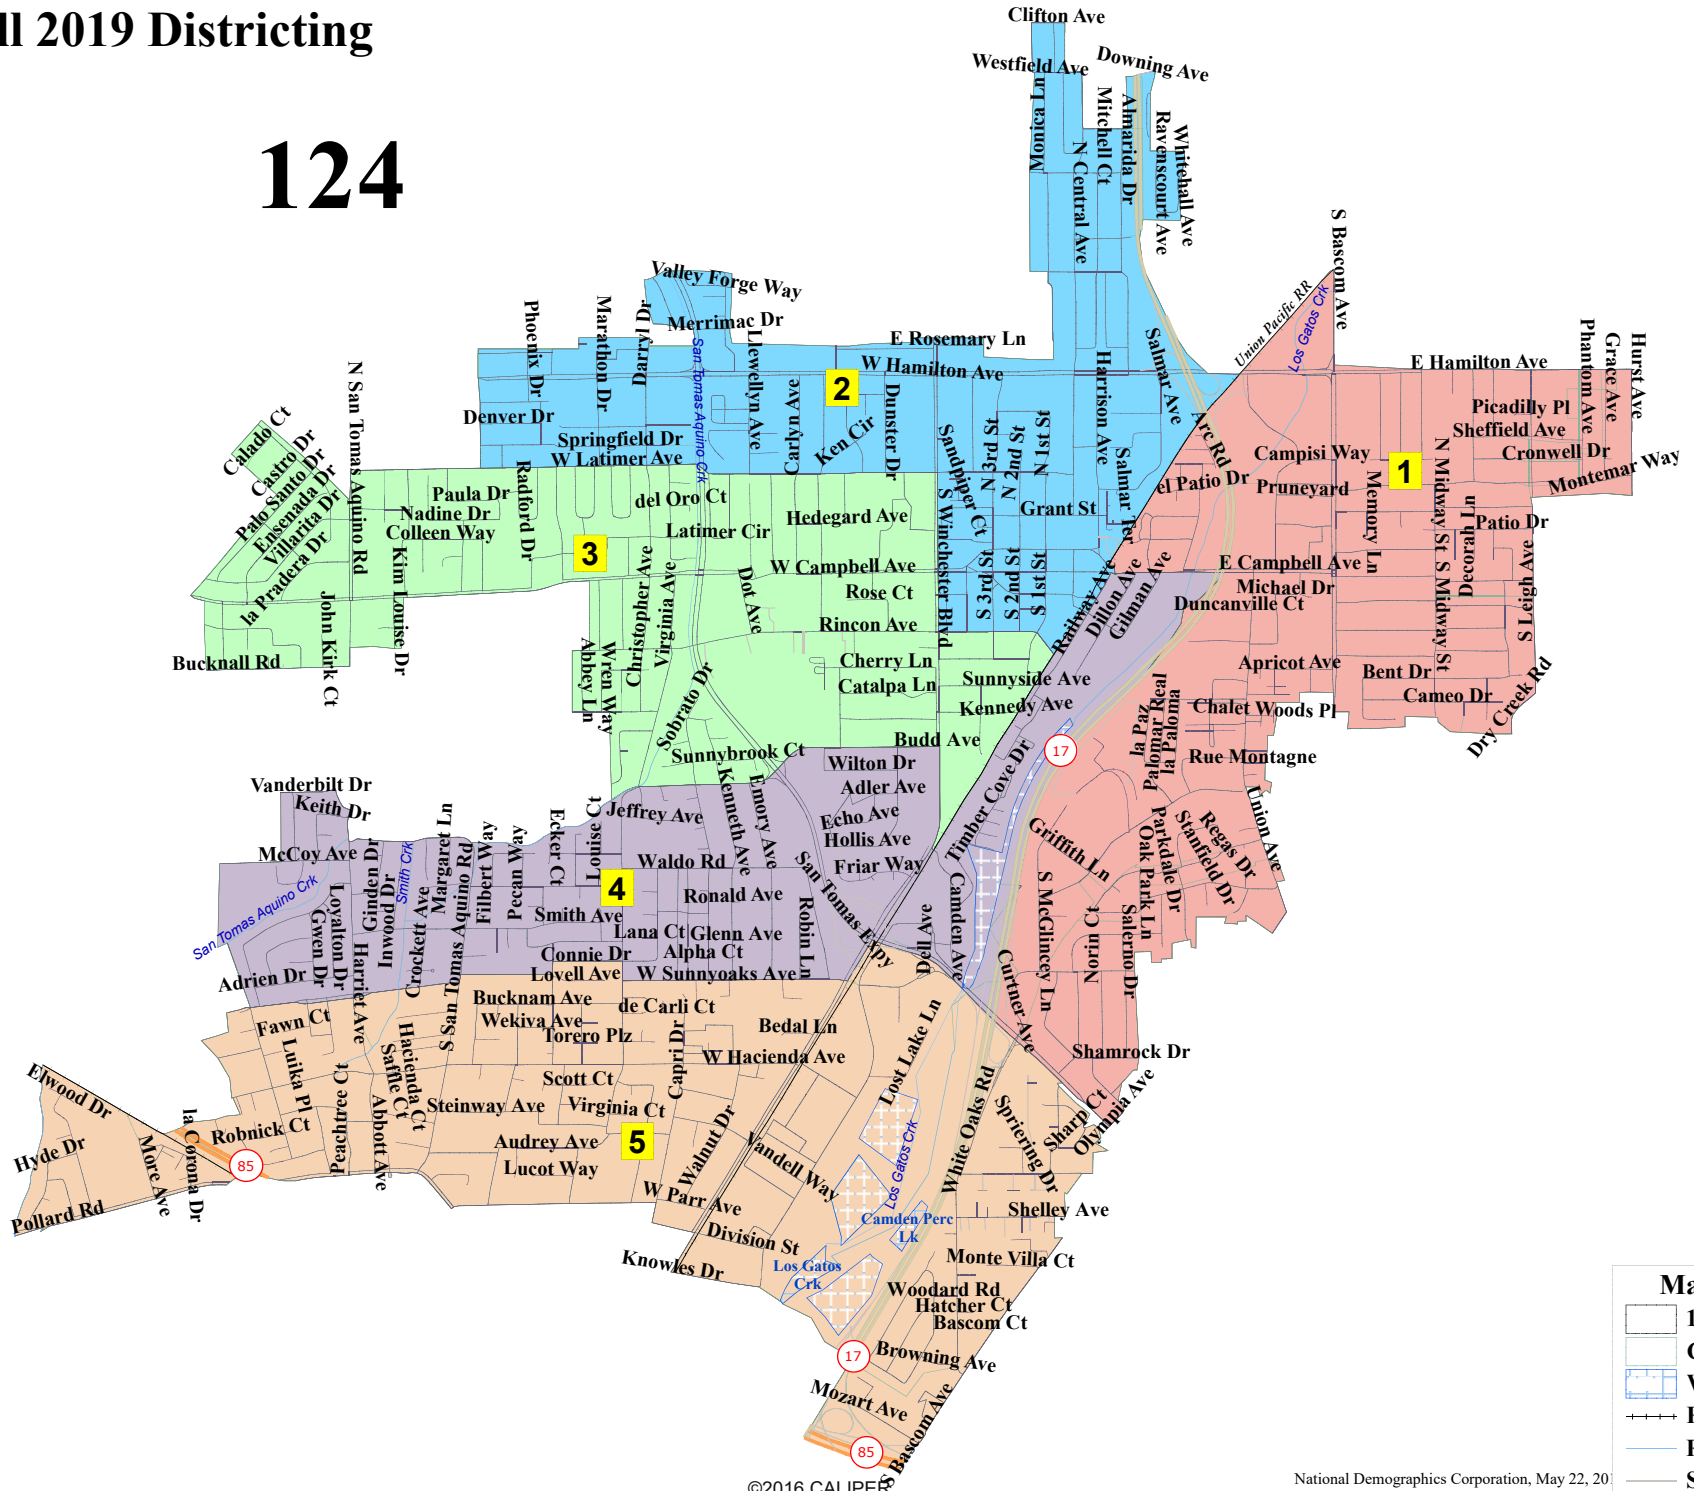 ll 2019 Districting
124
Clifton Ave
Westfield Ave
Downing Ave
Monica Ln
Mitchell Ct
N Central Ave
Almarida Dr
Ravenscourt Ave
Whitehall Ave
S Bascom Ave
Union Pacific RR
Los Gatos Crk
Valley Forge Way
Merrimac Dr
Phoenix Dr
Marathon Dr
Darryl Dr
San Tomas Aquino Crk
Llewellyn Ave
E Rosemary Ln
W Hamilton Ave
2
Carlyn Ave
Ken Cir
Dunster Dr
Harrison Ave
Salmar Ave
E Hamilton Ave
Phantom Ave
Grace Ave
Hurst Ave
Denver Dr
Springfield Dr
W Latimer Ave
Sandpiper Ct
N 3rd St
N 2nd St
N 1st St
Salmar Ter
Arc Rd
Picadilly Pl
Sheffield Ave
Cronwell Dr
Montemar Way
Campisi Way
1
el Patio Dr
Pruneyard
Memory Ln
N Midway St
Decorah Ln
Patio Dr
S Leigh Ave
Calado Ct
Castro Dr
Palo Santo Dr
Ensenada Dr
Villarita Dr
la Pradera Dr
N San Tomas Aquino Rd
Paula Dr
Nadine Dr
Colleen Way
Radford Dr
del Oro Ct
Latimer Cir
Hedegard Ave
S Winchester Blvd
Grant St
3
Kim Louise Dr
John Kirk Ct
Bucknall Rd
Christopher Ave
Virginia Ave
Abbey Ln
Wren Way
Dot Ave
W Campbell Ave
Rose Ct
Rincon Ave
S 3rd St
S 2nd St
S 1st St
Railway Ave
Dillon Ave
Gilman Ave
E Campbell Ave
Michael Dr
Duncanville Ct
S Midway St
Cherry Ln
Catalpa Ln
Sunnyside Ave
Kennedy Ave
Apricot Ave
Bent Dr
Cameo Dr
Dry Creek Rd
Chalet Woods Pl
la Paz
Palomar Real
la Paloma
Rue Montagne
Sobrato Dr
Sunnybrook Ct
Budd Ave
17
Timber Cove Dr
Wilton Dr
Adler Ave
Echo Ave
Hollis Ave
Friar Way
Vanderbilt Dr
Keith Dr
McCoy Ave
Ginden Dr
Smith Crk
Margaret Ln
Filbert Way
Pecan Way
Ecker Ct
Louise Ct
Jeffrey Ave
Kenneth Ave
Emory Ave
Waldo Rd
4
Ronald Ave
San Tomas Expy
Robin Ln
San Tomas Aquino Crk
Gwen Dr
Loyalton Dr
Harriet Ave
Inwood Dr
Crockett Ave
S San Tomas Aquino Rd
Smith Ave
Lana Ct
Glenn Ave
Connie Dr
Alpha Ct
Lovell Ave
W Sunnyoaks Ave
Adrien Dr
Dell Ave
Camden Ave
Griffith Ln
Parkdale Dr
Oak Park Ln
Stanfield Dr
Regas Dr
Union Ave
S McGlincey Ln
Norin Ct
Salerno Dr
Curtner Ave
Shamrock Dr
Olympia Ave
Sharp Ct
Fawn Ct
Luika Pl
Bucknam Ave
Wekiva Ave
de Carli Ct
Torero Plz
Bedal Ln
W Hacienda Ave
Capri Dr
Hacienda Ct
Saffle Ct
Scott Ct
Steinway Ave
Virginia Ct
Audrey Ave
Lucot Way
5
Walnut Dr
Vandell Way
Lost Lake Ln
Los Gatos Crk
White Oaks Rd
Spriering Dr
Elwood Dr
Hyde Dr
Pollard Rd
More Ave
la Corona Dr
Robnick Ct
85
Peachtree Ct
Abbott Ave
W Parr Ave
Division St
Knowles Dr
Camden Perc
Lk
Los Gatos
Crk
Shelley Ave
Monte Villa Ct
Woodard Rd
Hatcher Ct
Bascom Ct
17
Browning Ave
Mozart Ave
85
S Bascom Ave
©2016 CALIPER
National Demographics Corporation, May 22, 201
Ma